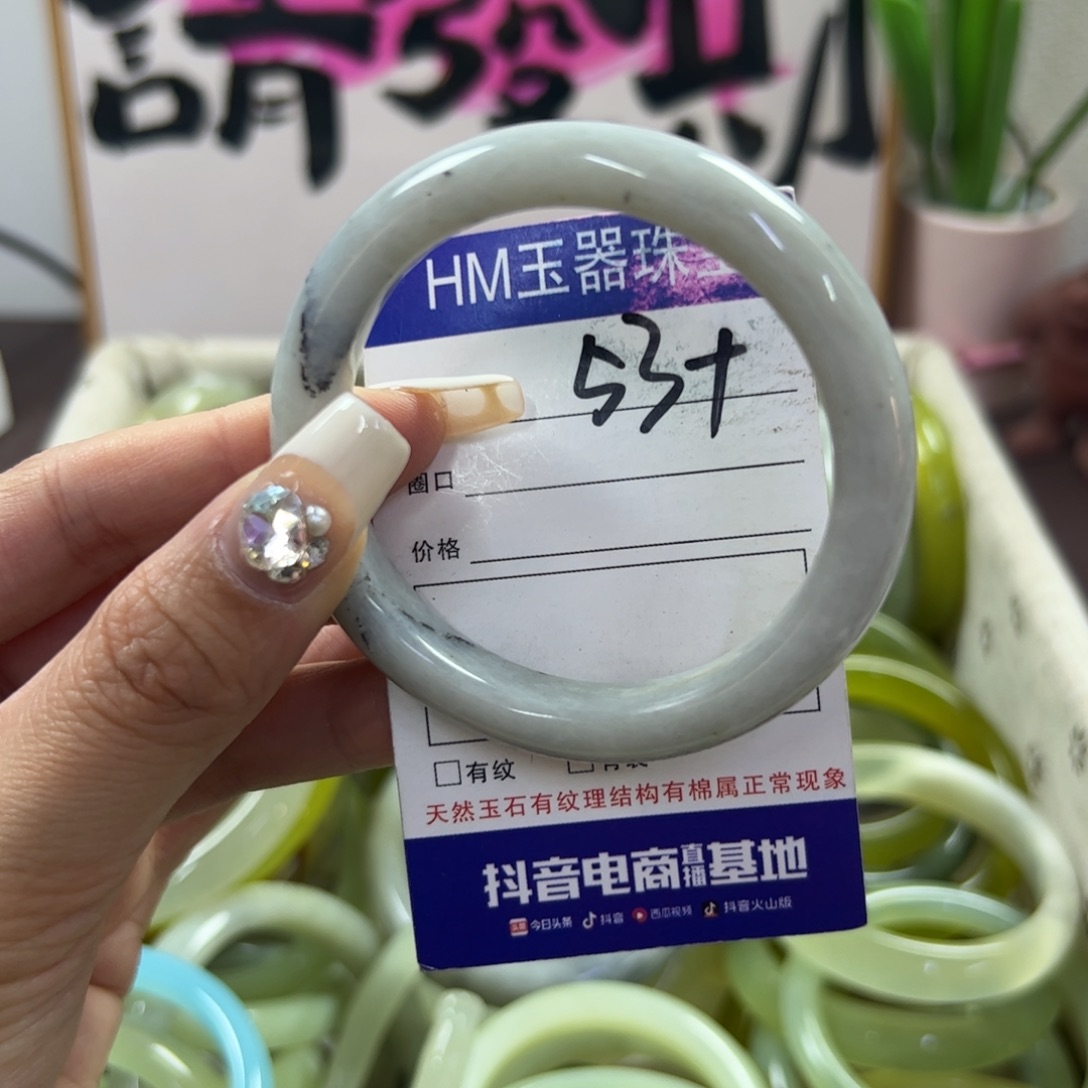 HM玉器珠
53+
圈口
价格
有纹
天然玉石有纹理结构有棉属正常现象
抖音电商直播基地
头条 今日头条 抖音 西瓜视频 抖音火山版